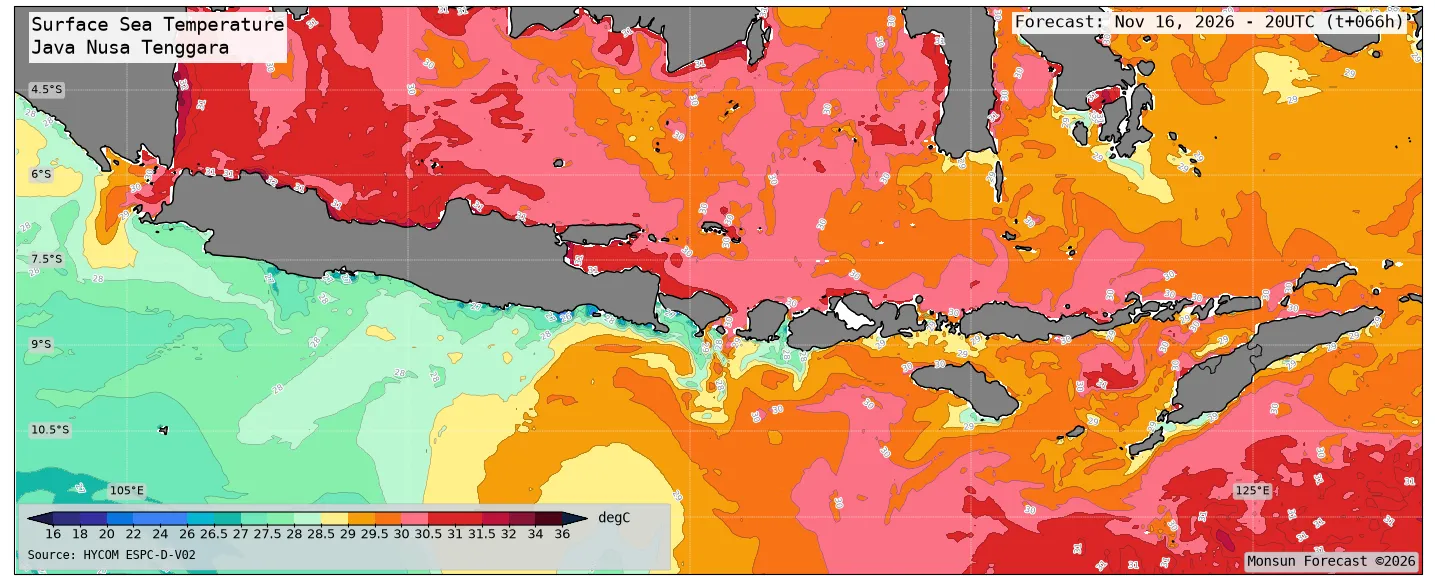 Surface Sea Temperature
Java Nusa Tenggara
Forecast: Nov 16, 2026 - 20UTC (t+066h)
4.5°S
6°S
7.5°S
9°S
10.5°S
105°E
125°E
16 18 20 22 24 26 26.5 27 27.5 28 28.5 29 29.5 30 30.5 31 31.5 32 34 36
degC
Source: HYCOM ESPC-D-V02
Monsun Forecast ©2026